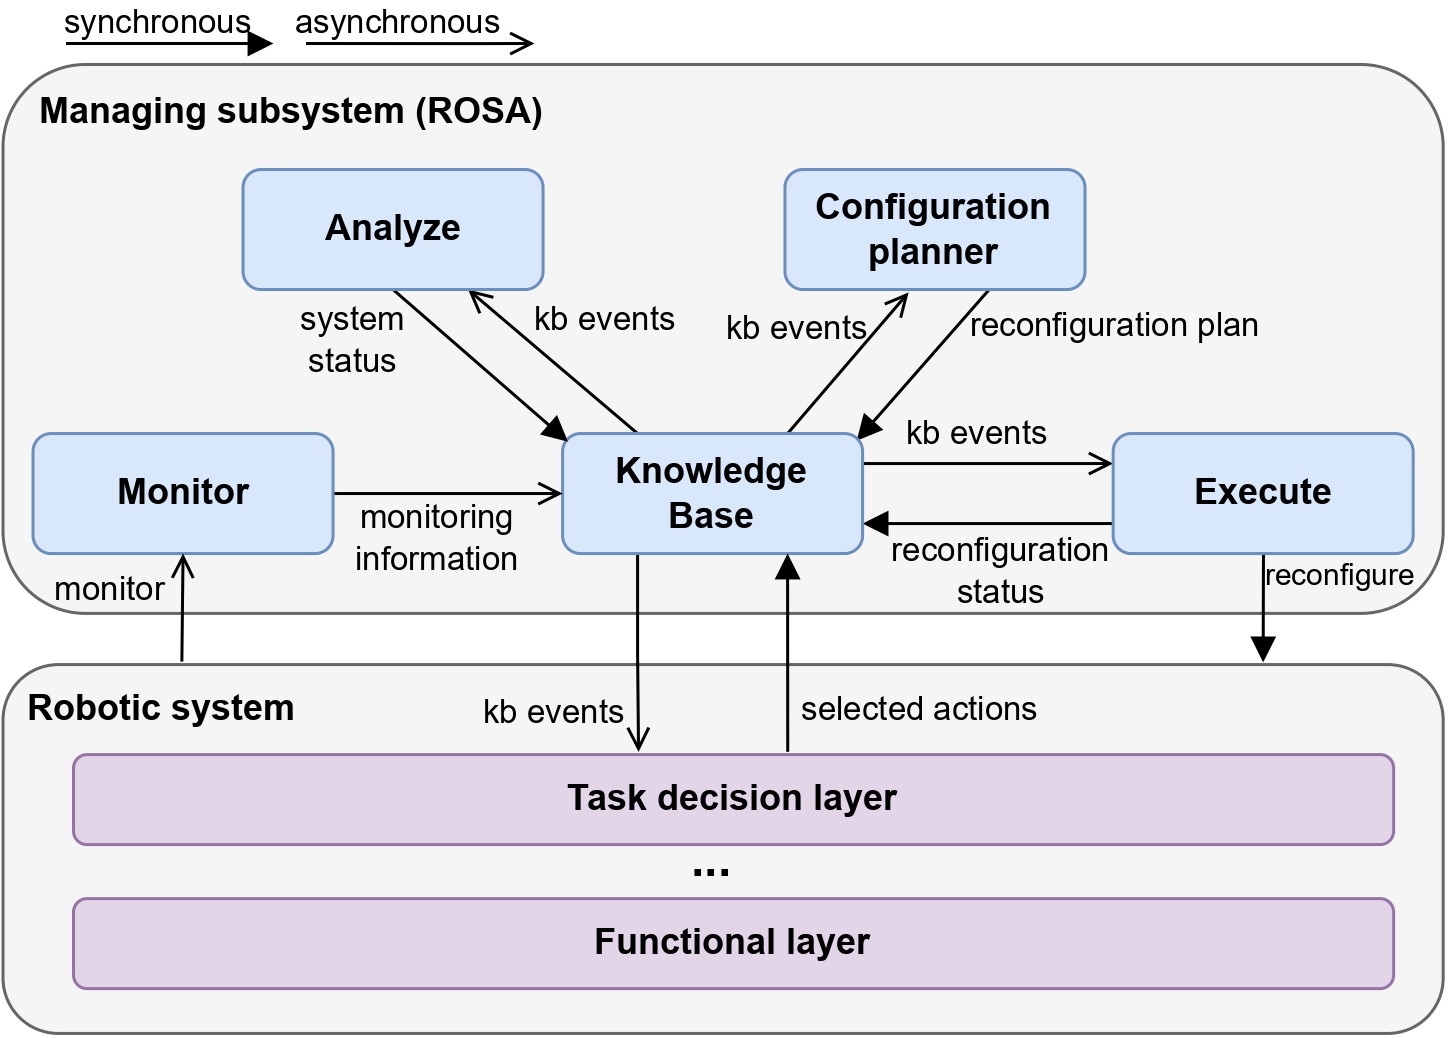 synchronous
asynchronous
Managing subsystem (ROSA)
Analyze
Configuration
planner
system
status
kb events
kb events
reconfiguration plan
Monitor
monitoring
information
Knowledge
Base
kb events
Execute
reconfiguration
status
monitor
reconfigure
Robotic system
kb events
selected actions
Task decision layer
...
Functional layer